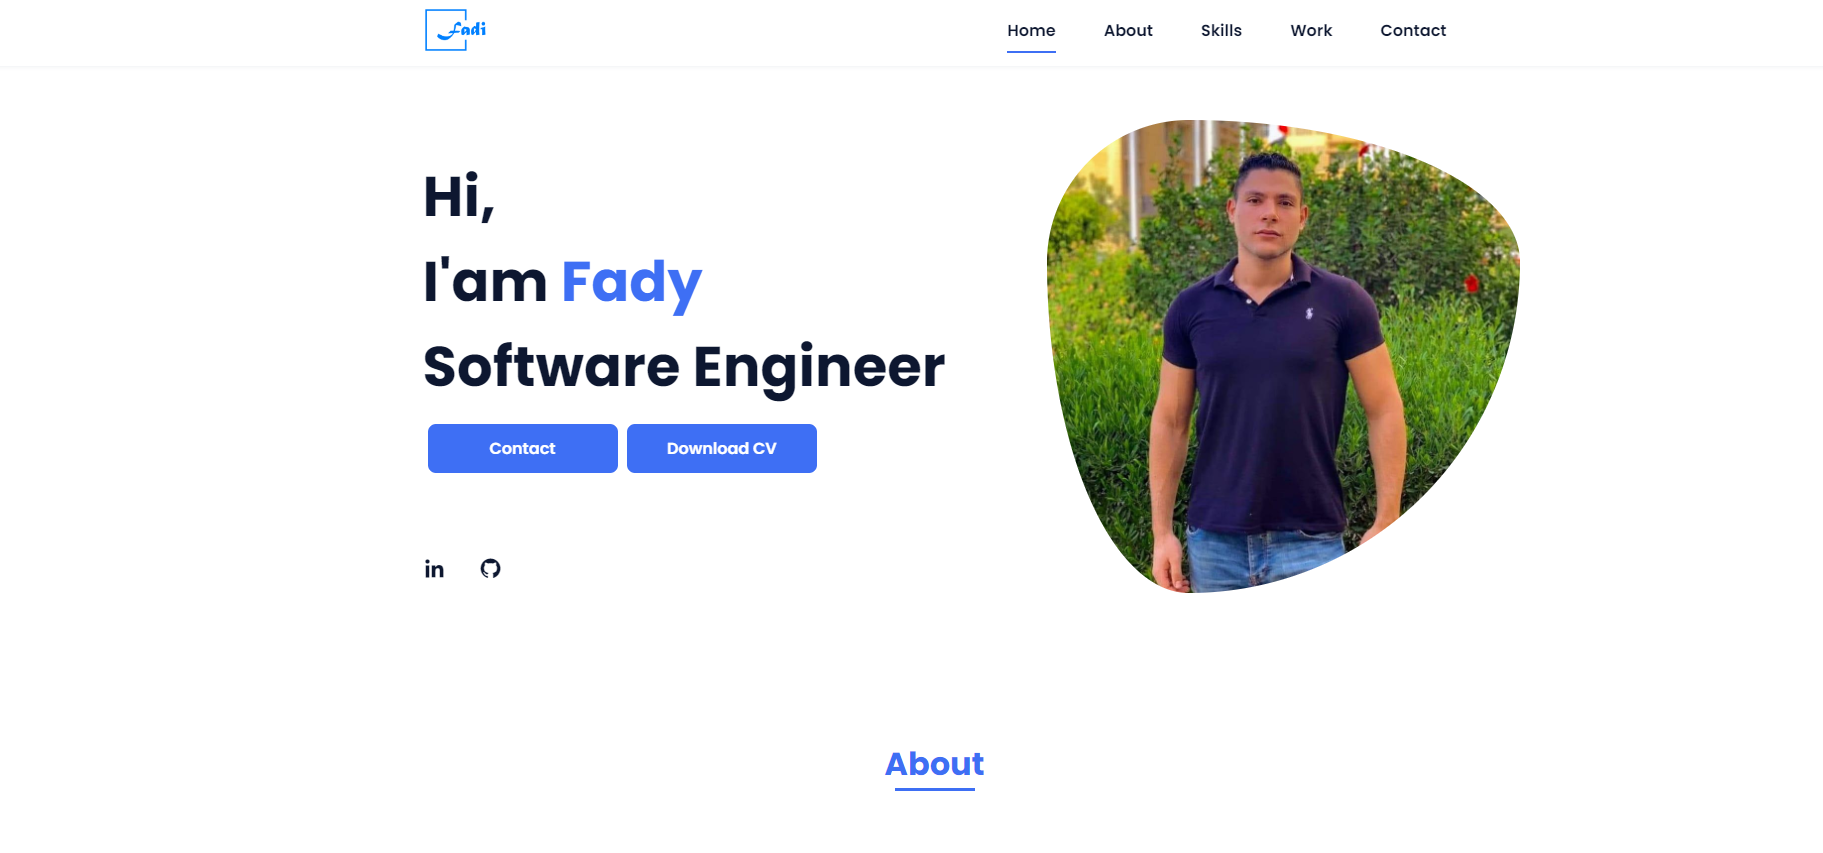 Fadi
Home About Skills Work Contact
Hi,
I'am Fady
Software Engineer
Contact Download CV
in
About